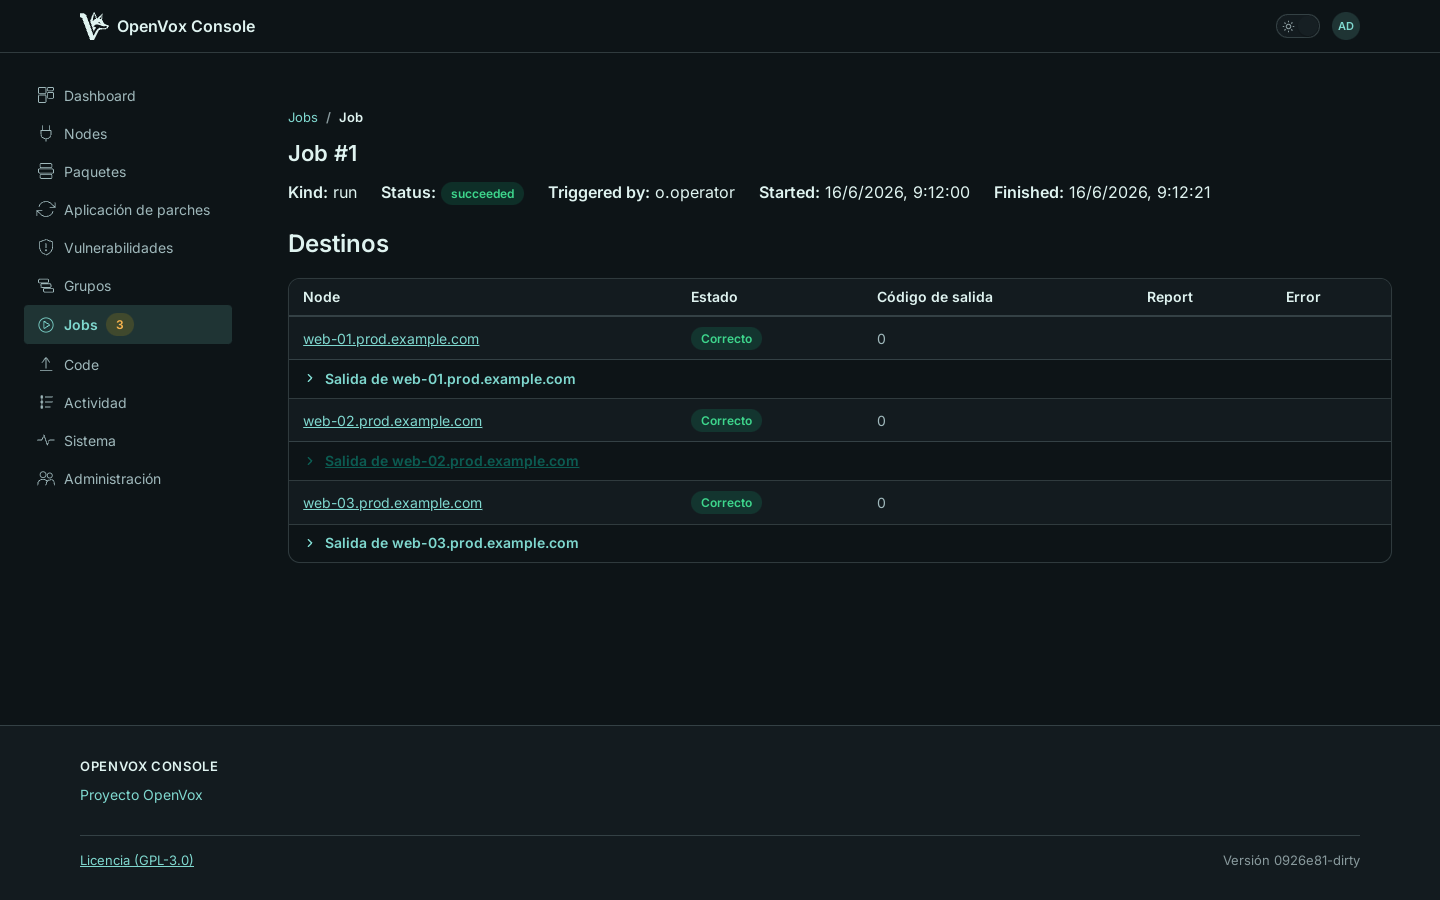 OpenVox Console
AD
Dashboard
Nodes
Paquetes
Aplicación de parches
Vulnerabilidades
Grupos
Jobs 3
Code
Actividad
Sistema
Administración
Jobs / Job
Job #1
Kind: run Status: succeeded Triggered by: o.operator Started: 16/6/2026, 9:12:00 Finished: 16/6/2026, 9:12:21
Destinos
Node Estado Código de salida Report Error
web-01.prod.example.com Correcto 0
Salida de web-01.prod.example.com
web-02.prod.example.com Correcto 0
Salida de web-02.prod.example.com
web-03.prod.example.com Correcto 0
Salida de web-03.prod.example.com
OPENVOX CONSOLE
Proyecto OpenVox
Licencia (GPL-3.0) Versión 0926e81-dirty